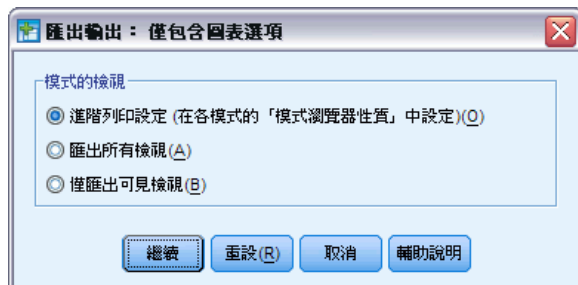 匯出輸出： 僅包含圖表選項
模式的檢視
進階列印設定 (在各模式的「模式瀏覽器性質」中設定)(O)
匯出所有檢視(A)
僅匯出可見檢視(B)
繼續 重設(R) 取消 輔助說明